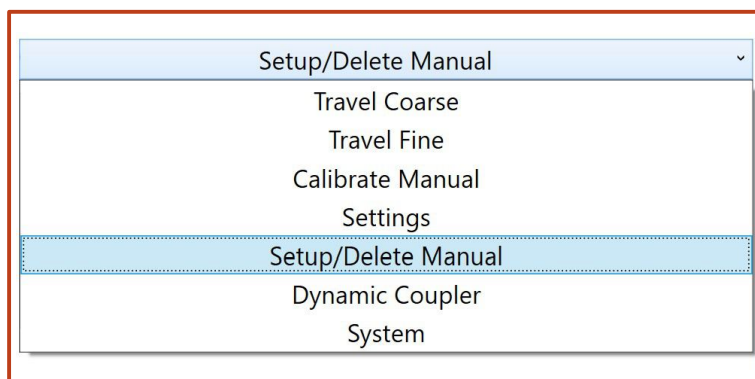 Setup/Delete Manual
Travel Coarse
Travel Fine
Calibrate Manual
Settings
Setup/Delete Manual
Dynamic Coupler
System